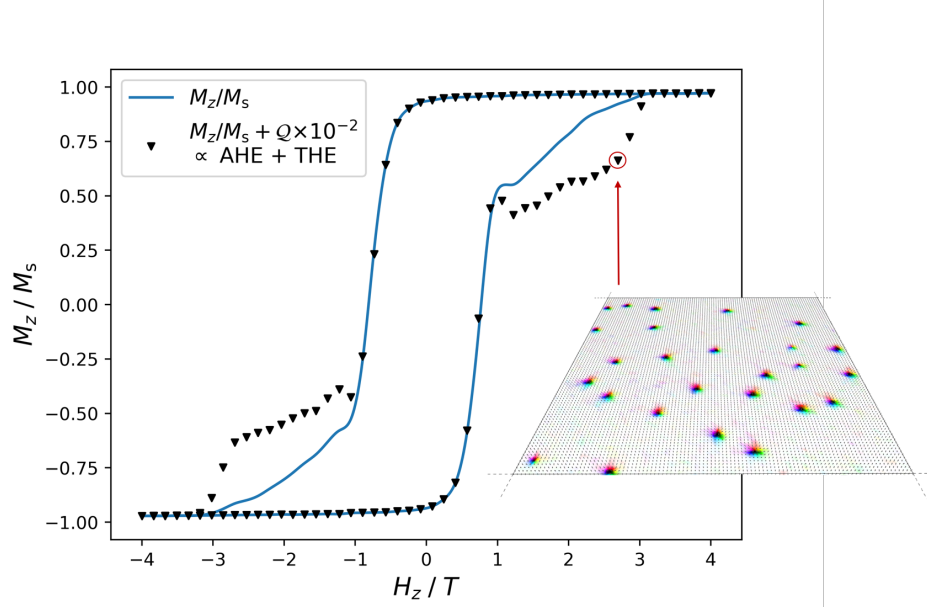 1.00
0.75
0.50
0.25
0.00
−0.25
−0.50
−0.75
−1.00
M_z / M_s
M_z/M_s
M_z/M_s + 𝒬×10⁻²
∝ AHE + THE
−4 −3 −2 −1 0 1 2 3 4
H_z / T